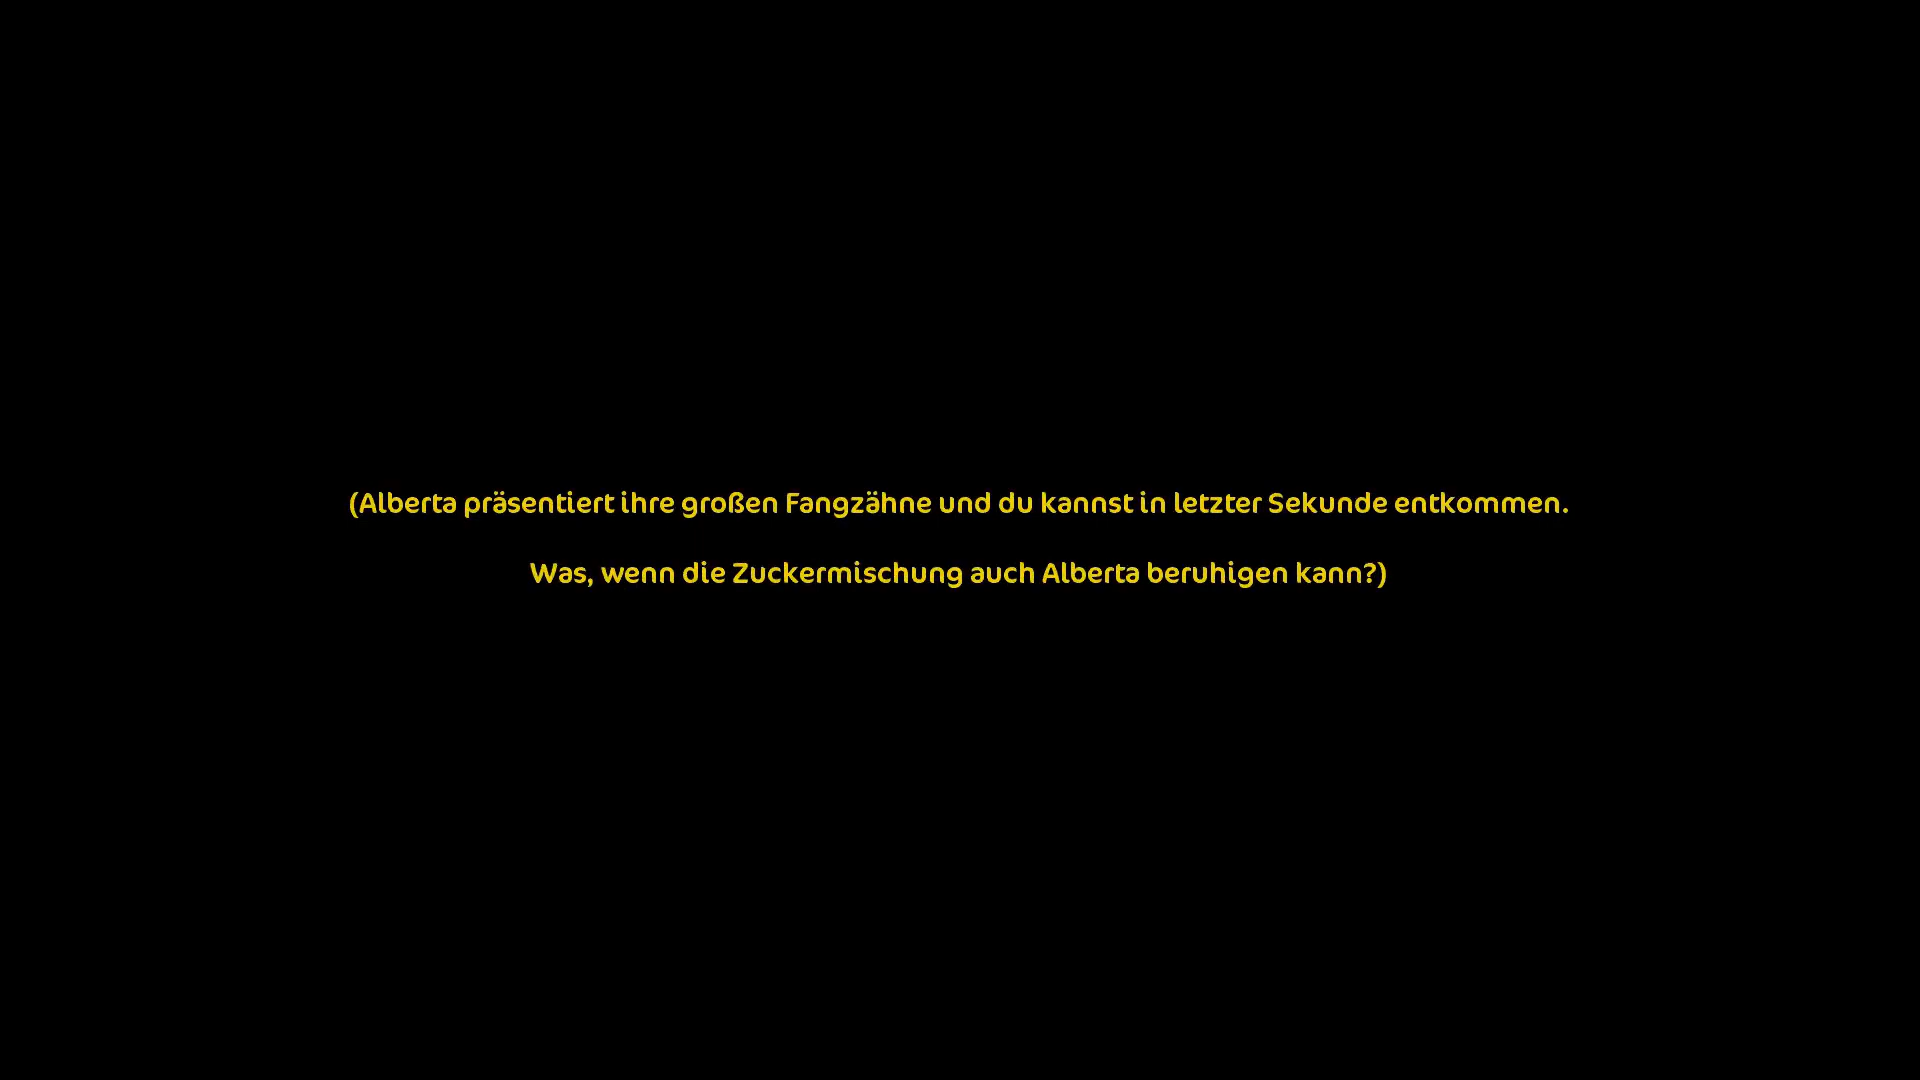 (Alberta präsentiert ihre großen Fangzähne und du kannst in letzter Sekunde entkommen.
Was, wenn die Zuckermischung auch Alberta beruhigen kann?)